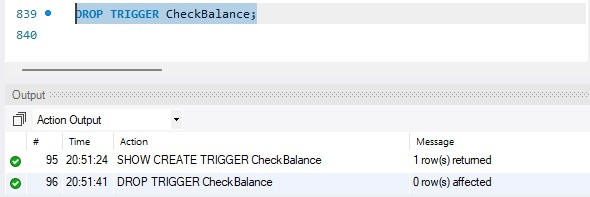 839 DROP TRIGGER CheckBalance;
840
Output
Action Output
# Time Action Message
95 20:51:24 SHOW CREATE TRIGGER CheckBalance 1 row(s) returned
96 20:51:41 DROP TRIGGER CheckBalance 0 row(s) affected